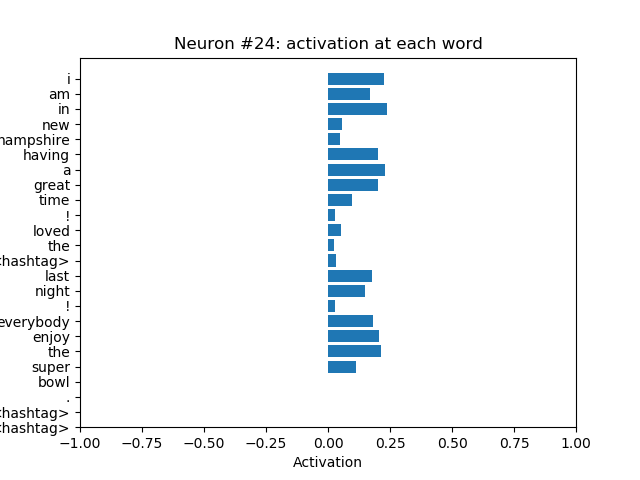 Neuron #24: activation at each word
i
am
in
new
hampshire
having
a
great
time
!
loved
the
<hashtag>
last
night
!
everybody
enjoy
the
super
bowl
.
<hashtag>
<hashtag>
−1.00 −0.75 −0.50 −0.25 0.00 0.25 0.50 0.75 1.00
Activation